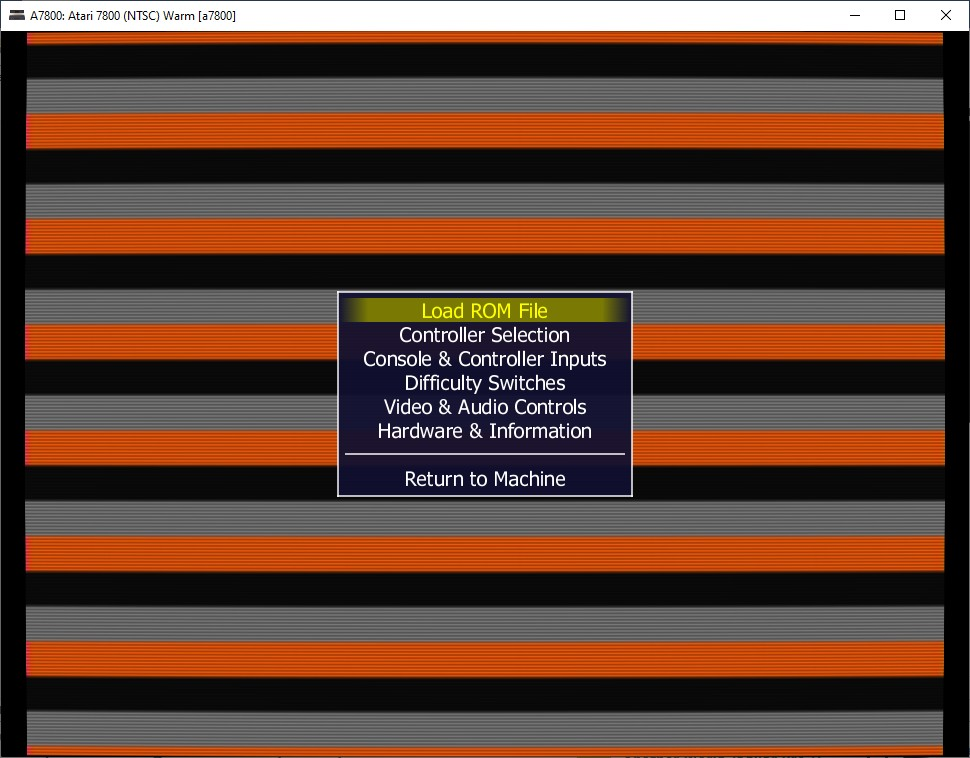 A7800: Atari 7800 (NTSC) Warm [a7800]
Load ROM File
Controller Selection
Console & Controller Inputs
Difficulty Switches
Video & Audio Controls
Hardware & Information
Return to Machine